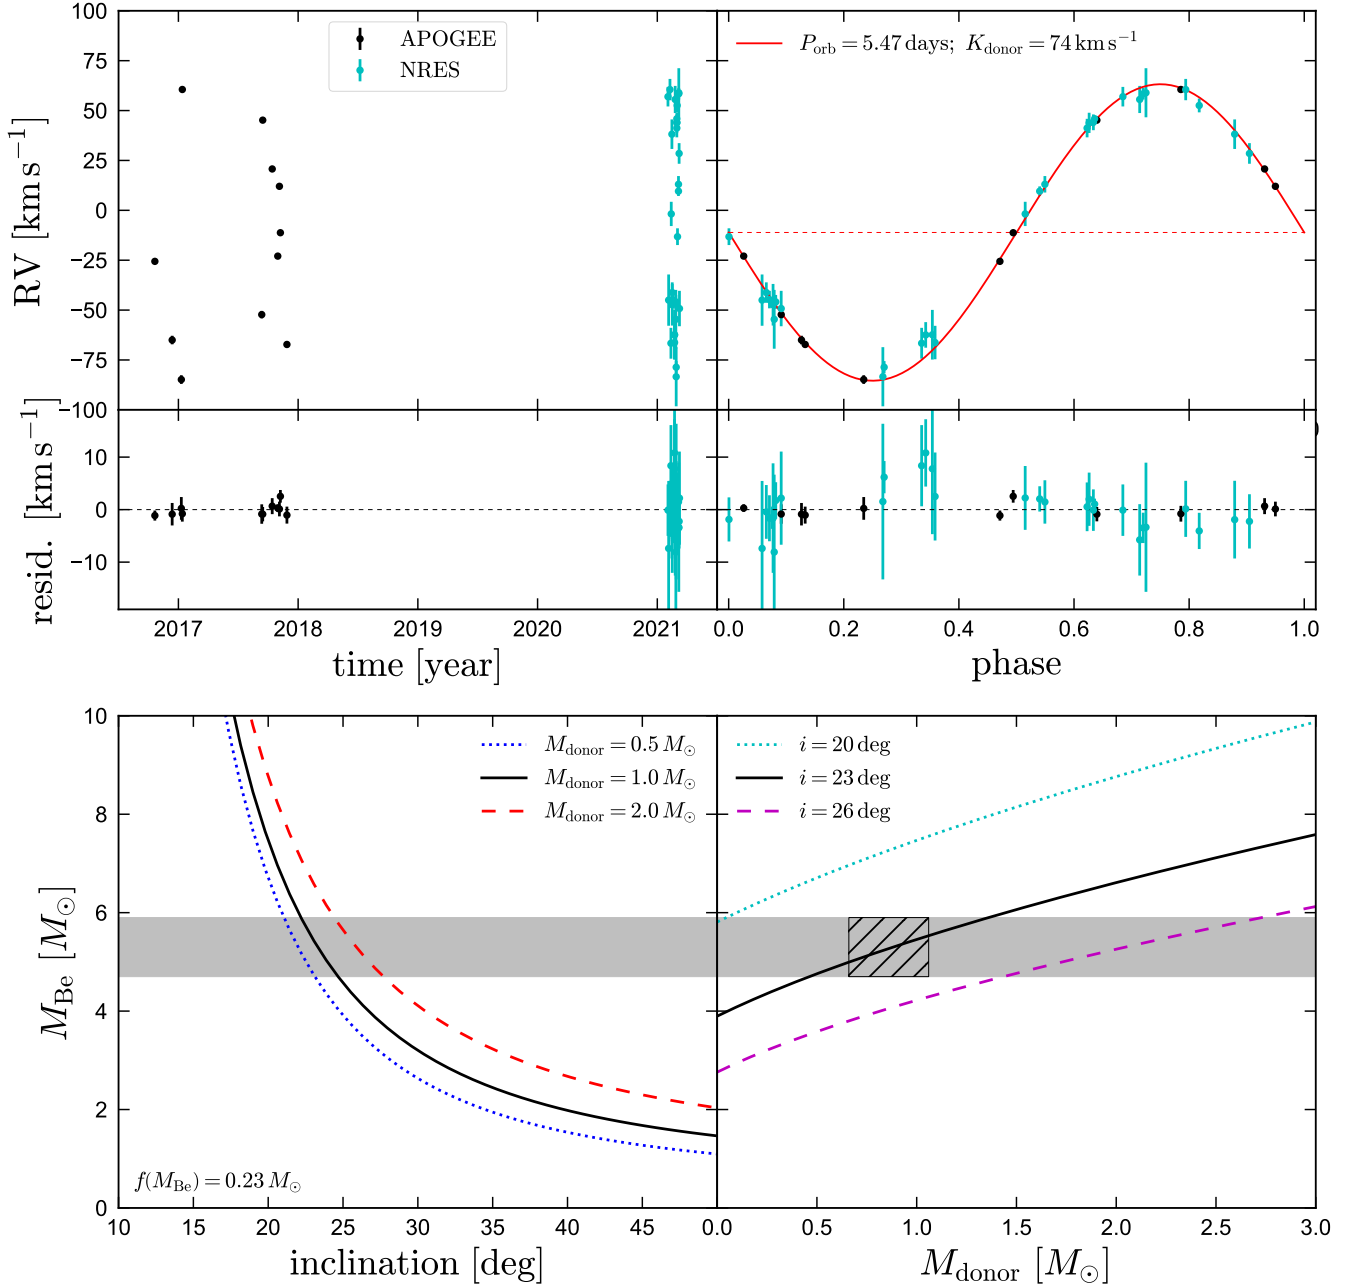 100
75
50
25
0
−25
−50
−75
−100
RV [km s⁻¹]
APOGEE
NRES
P_orb = 5.47 days; K_donor = 74 km s⁻¹
10
0
−10
resid. [km s⁻¹]
)
2017 2018 2019 2020 2021
time [year]
0.0 0.2 0.4 0.6 0.8 1.0
phase
10
8
6
4
2
0
M_Be [M_⊙]
M_donor = 0.5 M_⊙
M_donor = 1.0 M_⊙
M_donor = 2.0 M_⊙
f(M_Be) = 0.23 M_⊙
i = 20 deg
i = 23 deg
i = 26 deg
10 15 20 25 30 35 40 45
inclination [deg]
0.0 0.5 1.0 1.5 2.0 2.5 3.0
M_donor [M_⊙]